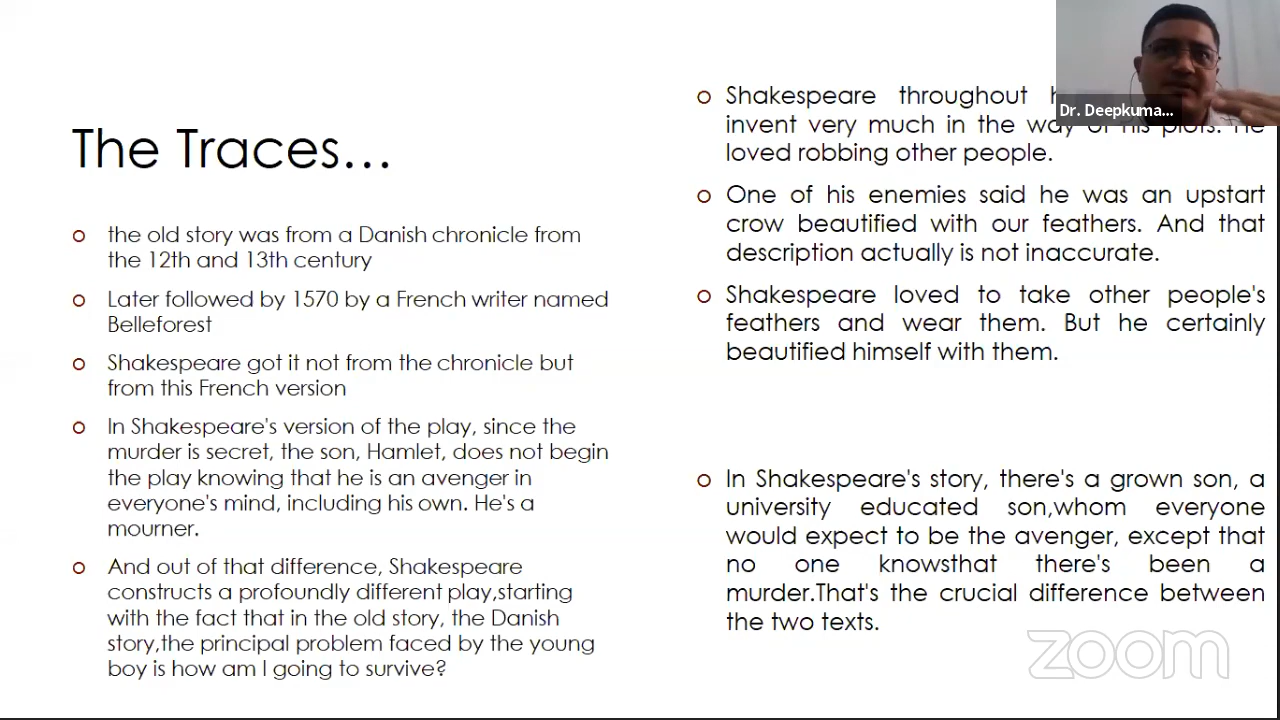 The Traces...
the old story was from a Danish chronicle from
the 12th and 13th century
Later followed by 1570 by a French writer named
Belleforest
Shakespeare got it not from the chronicle but
from this French version
In Shakespeare's version of the play, since the
murder is secret, the son, Hamlet, does not begin
the play knowing that he is an avenger in
everyone's mind, including his own. He's a
mourner.
And out of that difference, Shakespeare
constructs a profoundly different play,starting
with the fact that in the old story, the Danish
story,the principal problem faced by the young
boy is how am I going to survive?
Shakespeare throughout
invent very much in the way of his plots. He
loved robbing other people.
One of his enemies said he was an upstart
crow beautified with our feathers. And that
description actually is not inaccurate.
Shakespeare loved to take other people's
feathers and wear them. But he certainly
beautified himself with them.
In Shakespeare's story, there's a grown son, a
university educated son,whom everyone
would expect to be the avenger, except that
no one knowsthat there's been a
murder.That's the crucial difference between
the two texts.
Dr. Deepkuma...
zoom